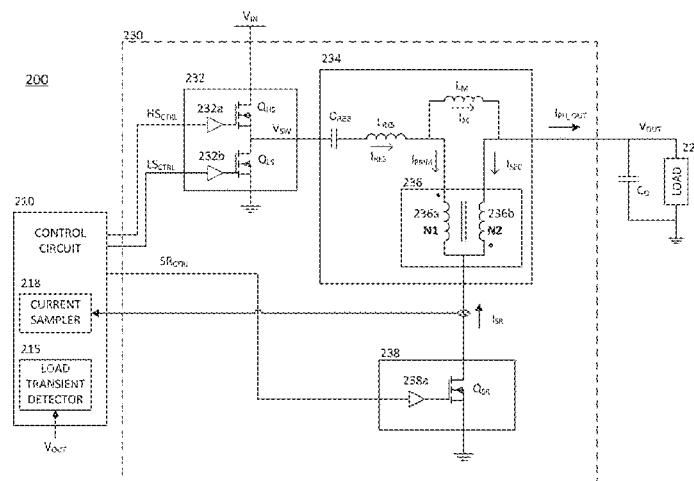 200
230
V_IN
232
HS_CTRL
232a
Q_HS
V_SW
LS_CTRL
232b
Q_LS
234
C_RES
L_RES
I_RES
L_M
I_M
I_PRIM
I_SEC
I_PH_OUT
V_OUT
C_O
LOAD
236
236a
236b
N1
N2
210
CONTROL
CIRCUIT
SR_CTRL
218
CURRENT
SAMPLER
I_SR
215
LOAD
TRANSIENT
DETECTOR
V_OUT
238
238a
Q_SR